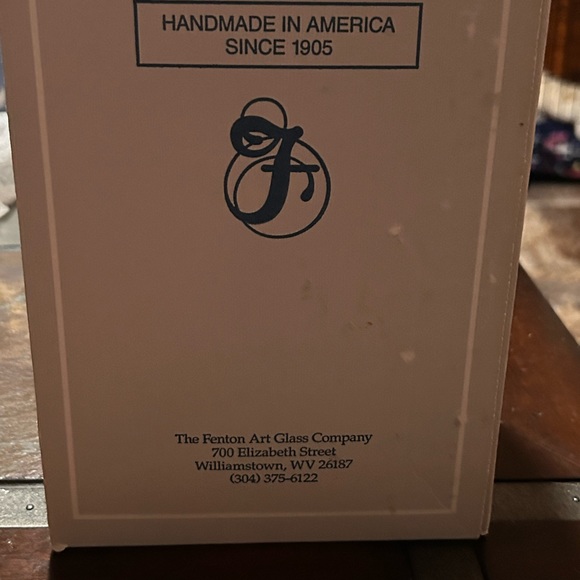 HANDMADE IN AMERICA
SINCE 1905
F
The Fenton Art Glass Company
700 Elizabeth Street
Williamstown, WV 26187
(304) 375-6122